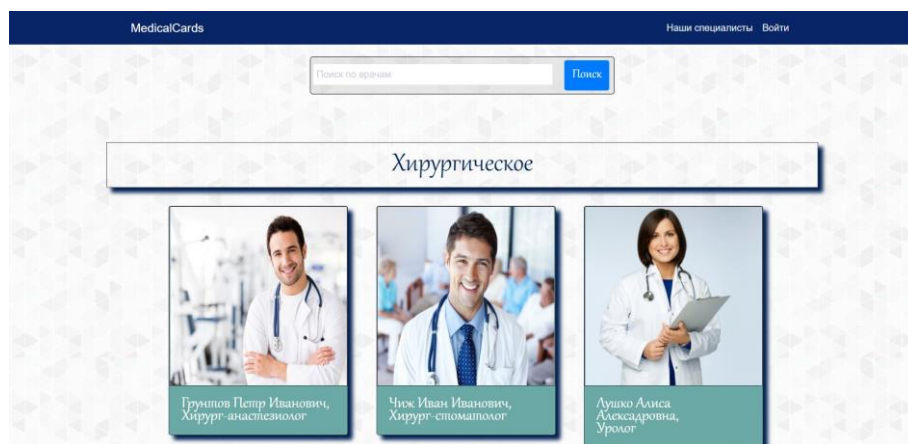 MedicalCards
Наши специалисты Войти
Поиск по врачам
Поиск
Хирургическое
Грунтов Петр Иванович,
Хирург-анастезиолог
Чиж Иван Иванович,
Хирург-стоматолог
Лушко Алиса
Алексадровна,
Уролог